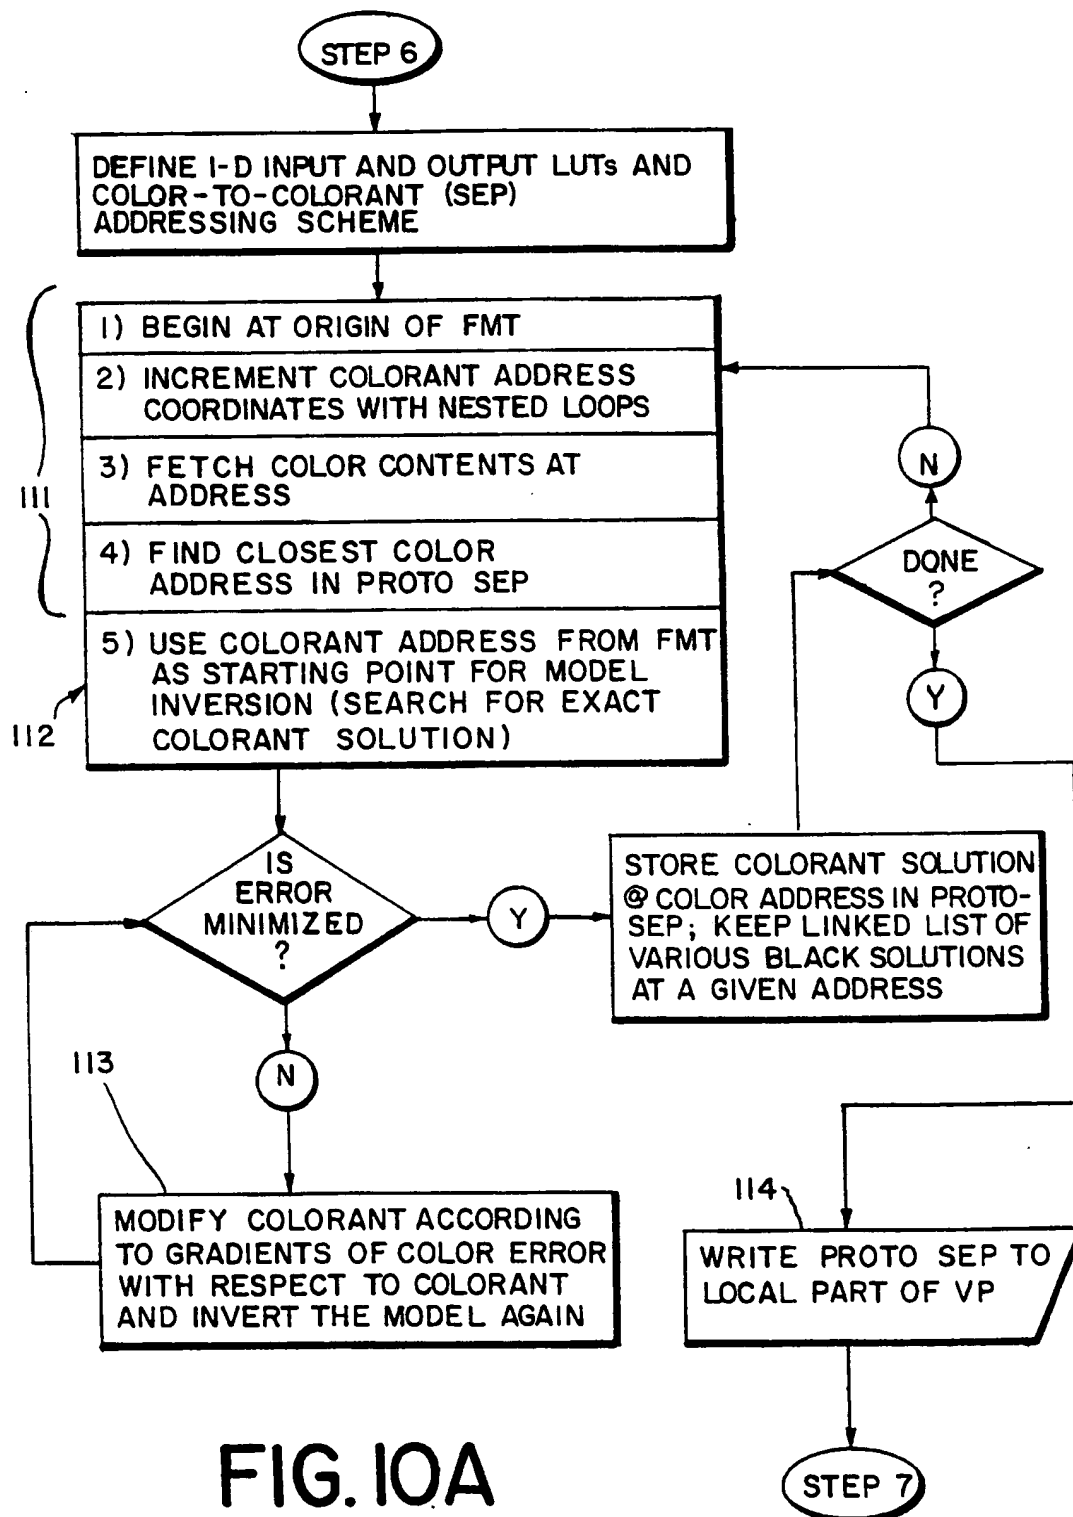 STEP 6
DEFINE 1-D INPUT AND OUTPUT LUTs AND
COLOR-TO-COLORANT (SEP)
ADDRESSING SCHEME
1) BEGIN AT ORIGIN OF FMT
2) INCREMENT COLORANT ADDRESS
COORDINATES WITH NESTED LOOPS
3) FETCH COLOR CONTENTS AT
ADDRESS
4) FIND CLOSEST COLOR
ADDRESS IN PROTO SEP
5) USE COLORANT ADDRESS FROM FMT
AS STARTING POINT FOR MODEL
INVERSION (SEARCH FOR EXACT
COLORANT SOLUTION)
111
112
N
DONE
?
Y
IS
ERROR
MINIMIZED
?
Y
STORE COLORANT SOLUTION
@ COLOR ADDRESS IN PROTO-
SEP; KEEP LINKED LIST OF
VARIOUS BLACK SOLUTIONS
AT A GIVEN ADDRESS
N
113
MODIFY COLORANT ACCORDING
TO GRADIENTS OF COLOR ERROR
WITH RESPECT TO COLORANT
AND INVERT THE MODEL AGAIN
114
WRITE PROTO SEP TO
LOCAL PART OF VP
STEP 7
FIG. 10A